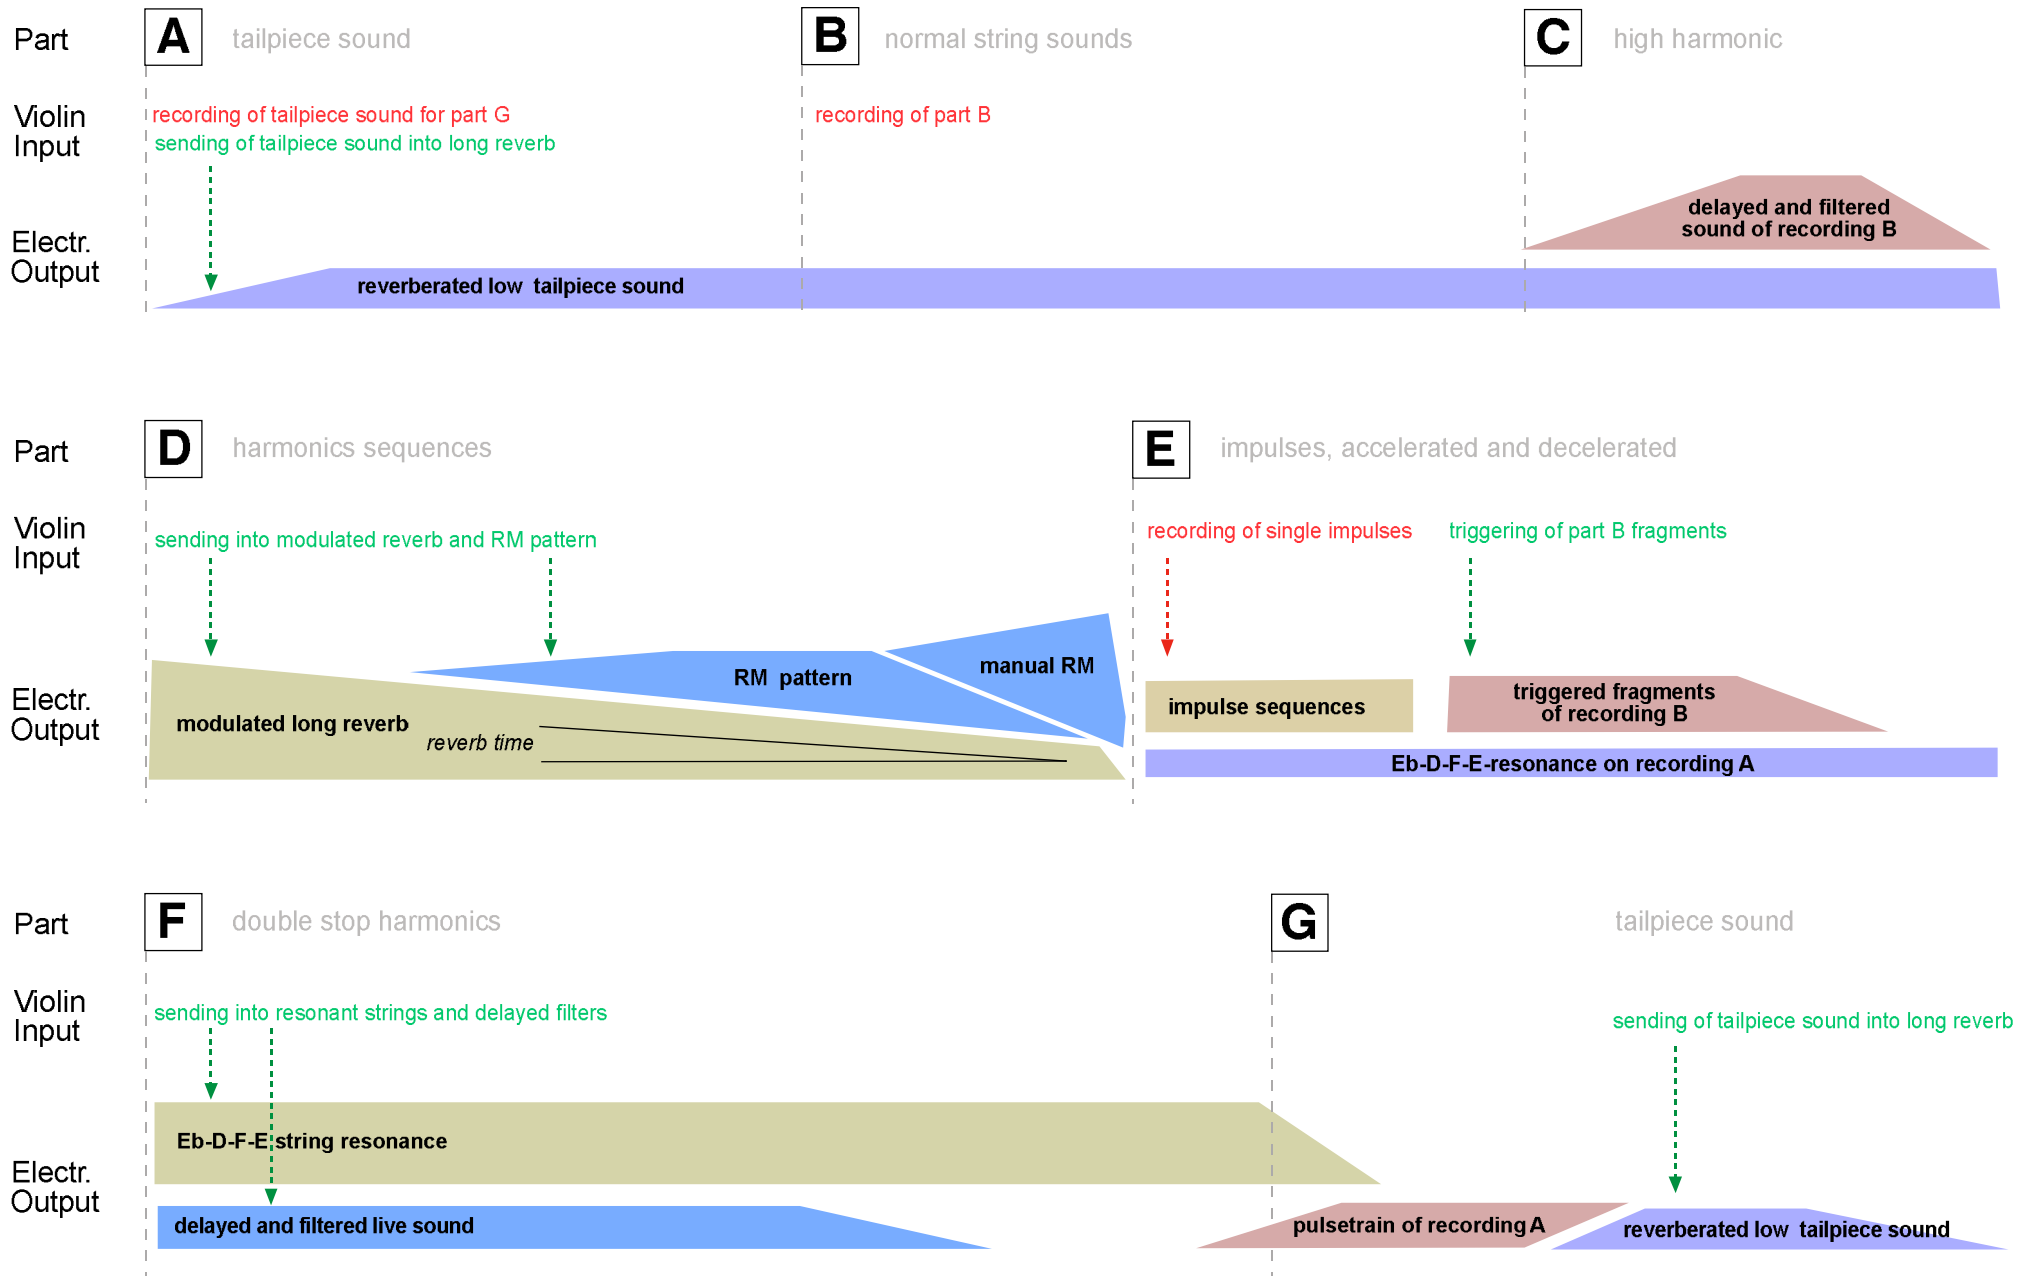 Part A tailpiece sound B normal string sounds C high harmonic
Violin Input
recording of tailpiece sound for part G
recording of part B
sending of tailpiece sound into long reverb
Electr. Output
delayed and filtered
sound of recording B
reverberated low tailpiece sound
Part D harmonics sequences E impulses, accelerated and decelerated
Violin Input
sending into modulated reverb and RM pattern
recording of single impulses
triggering of part B fragments
Electr. Output
modulated long reverb
reverb time
RM pattern
manual RM
impulse sequences
triggered fragments
of recording B
Eb-D-F-E-resonance on recording A
Part F double stop harmonics G tailpiece sound
Violin Input
sending into resonant strings and delayed filters
sending of tailpiece sound into long reverb
Electr. Output
Eb-D-F-E string resonance
delayed and filtered live sound
pulsetrain of recording A
reverberated low tailpiece sound